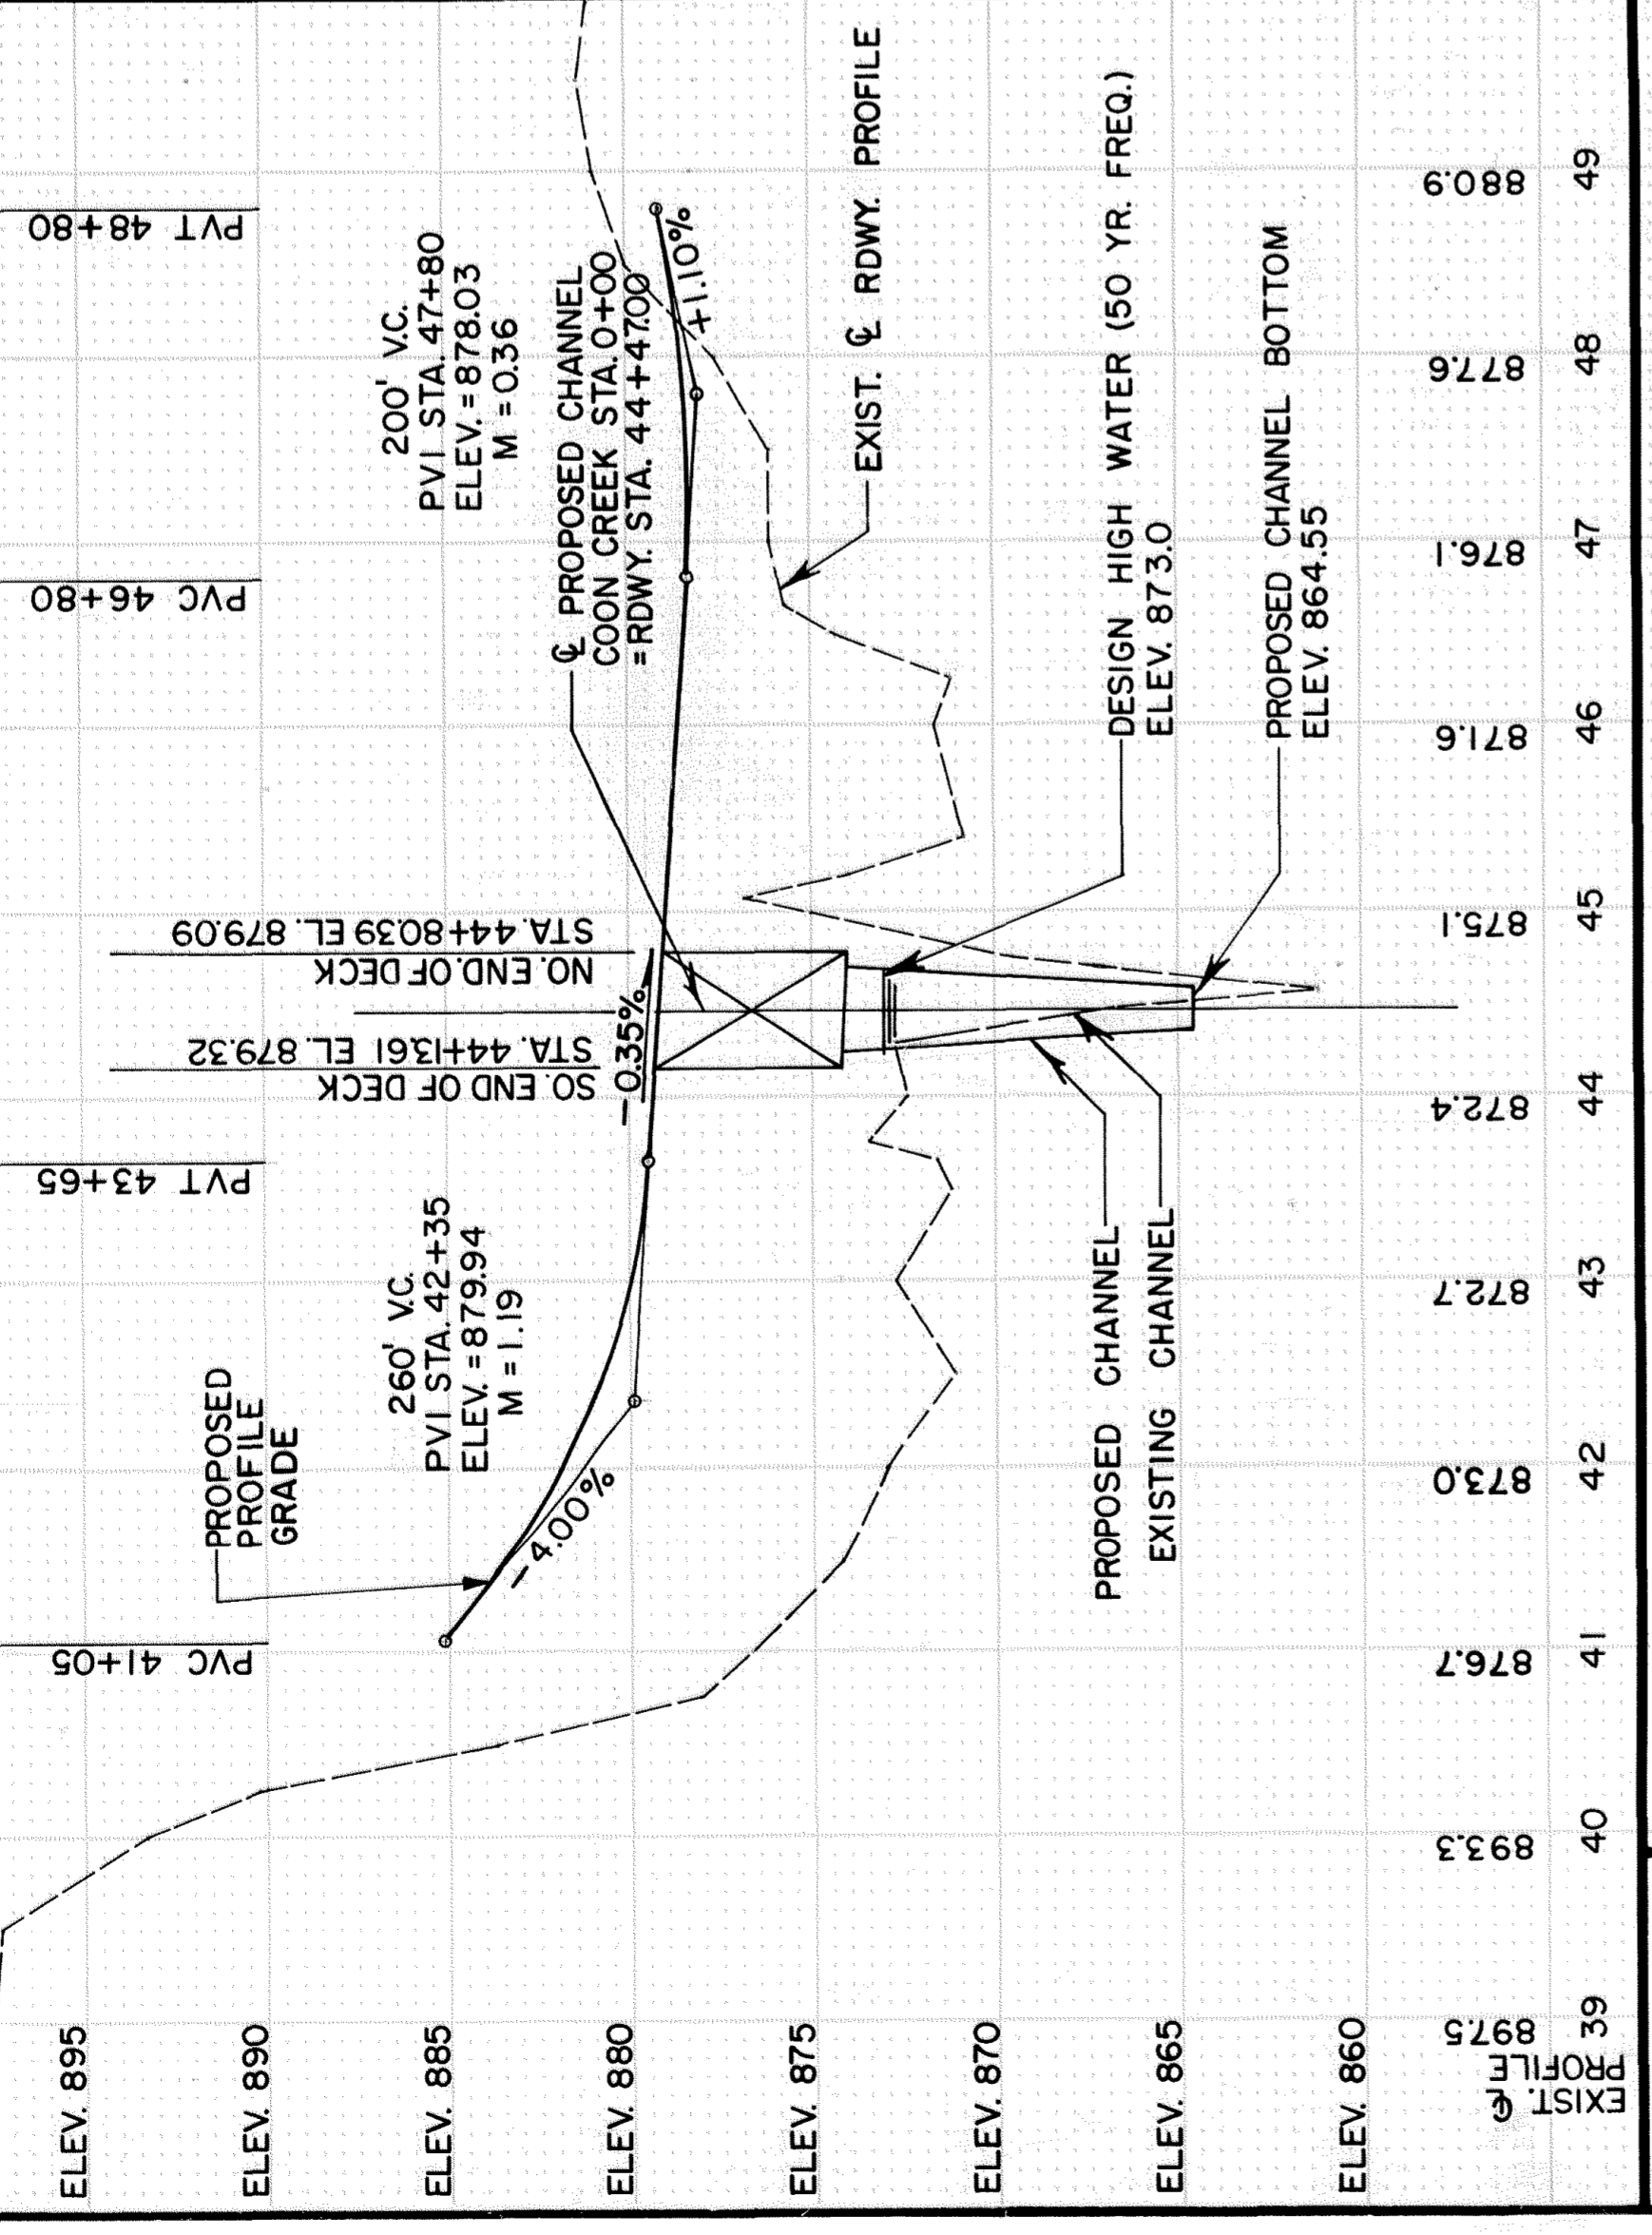 PVC 41+05
PVT 43+65
PVC 46+80
PVT 48+80
PROPOSED
PROFILE
GRADE
260' V.C.
PVI STA. 42+35
ELEV. = 879.94
M = 1.19
200' V.C.
PVI STA. 47+80
ELEV. = 878.03
M = 0.36
SO. END OF DECK
STA. 44+13.61 EL. 879.32
NO. END OF DECK
STA. 44+80.39 EL. 879.09
℄ PROPOSED CHANNEL
COON CREEK STA. 0+00
= RDWY. STA. 44+47.00
-4.00%
-0.35%
+1.10%
EXIST. ℄ RDWY. PROFILE
DESIGN HIGH WATER (50 YR. FREQ.)
ELEV. 873.0
PROPOSED CHANNEL BOTTOM
ELEV. 864.55
PROPOSED CHANNEL
EXISTING CHANNEL
ELEV. 895
ELEV. 890
ELEV. 885
ELEV. 880
ELEV. 875
ELEV. 870
ELEV. 865
ELEV. 860
EXIST. ℄
PROFILE
897.5
893.3
876.7
873.0
872.7
872.4
875.1
871.6
876.1
877.6
880.9
39
40
41
42
43
44
45
46
47
48
49